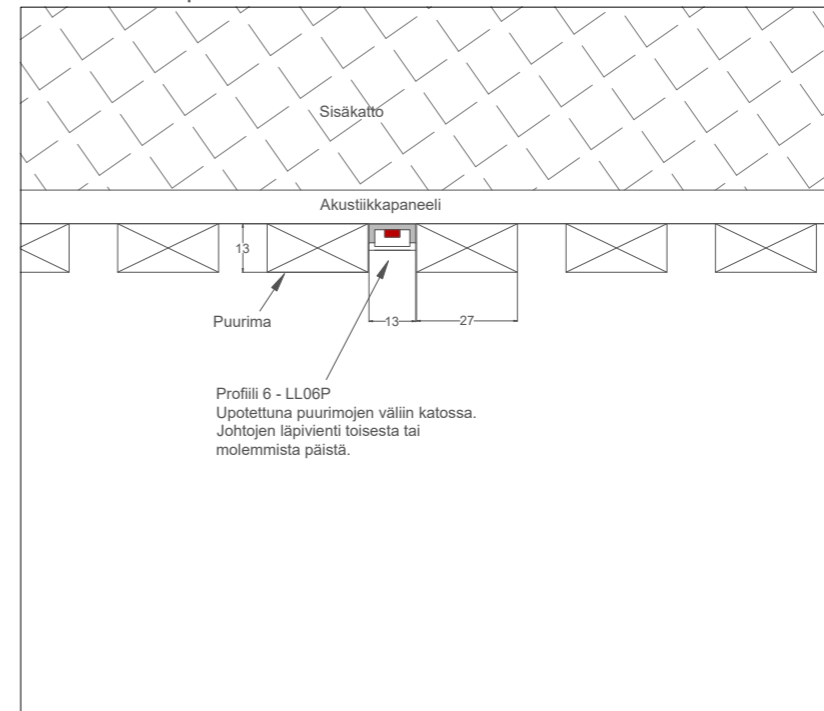 Sisäkatto
Akustiikkapaneeli
13
13
27
Puurima
Profiili 6 - LL06P
Upotettuna puurimojen väliin katossa.
Johtojen läpivienti toisesta tai
molemmista päistä.